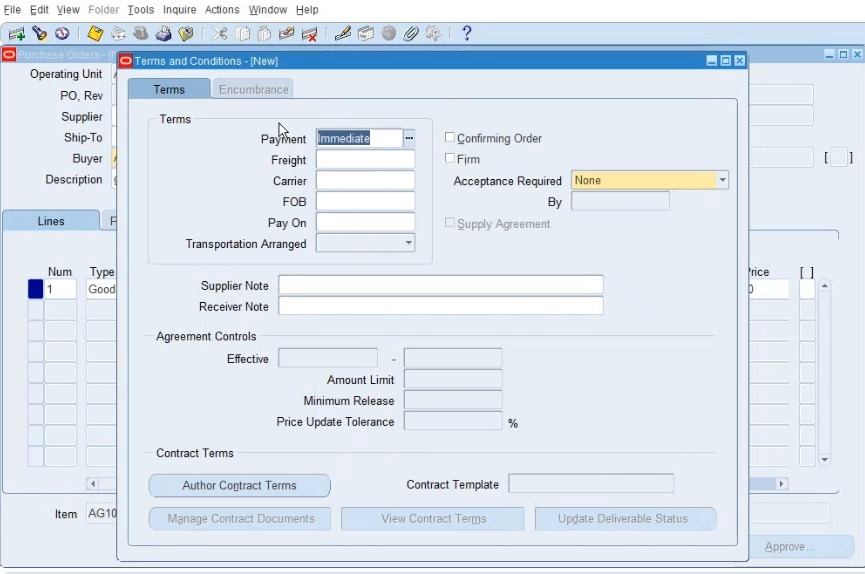 File Edit View Folder Tools Inquire Actions Window Help
Purchase Orders - [
Terms and Conditions - [New]
Operating Unit
PO, Rev
Supplier
Ship-To
Buyer
Description
[ ]
Terms Encumbrance
Terms
Payment Immediate ...
Freight
Carrier
FOB
Pay On
Transportation Arranged
Confirming Order
Firm
Acceptance Required None
By
Supply Agreement
Supplier Note
Receiver Note
Agreement Controls
Effective -
Amount Limit
Minimum Release
Price Update Tolerance %
Contract Terms
Author Contract Terms Contract Template
Manage Contract Documents View Contract Terms Update Deliverable Status
Lines P
Num Type rice [ ]
1 Good 0
Item AG10
Approve...